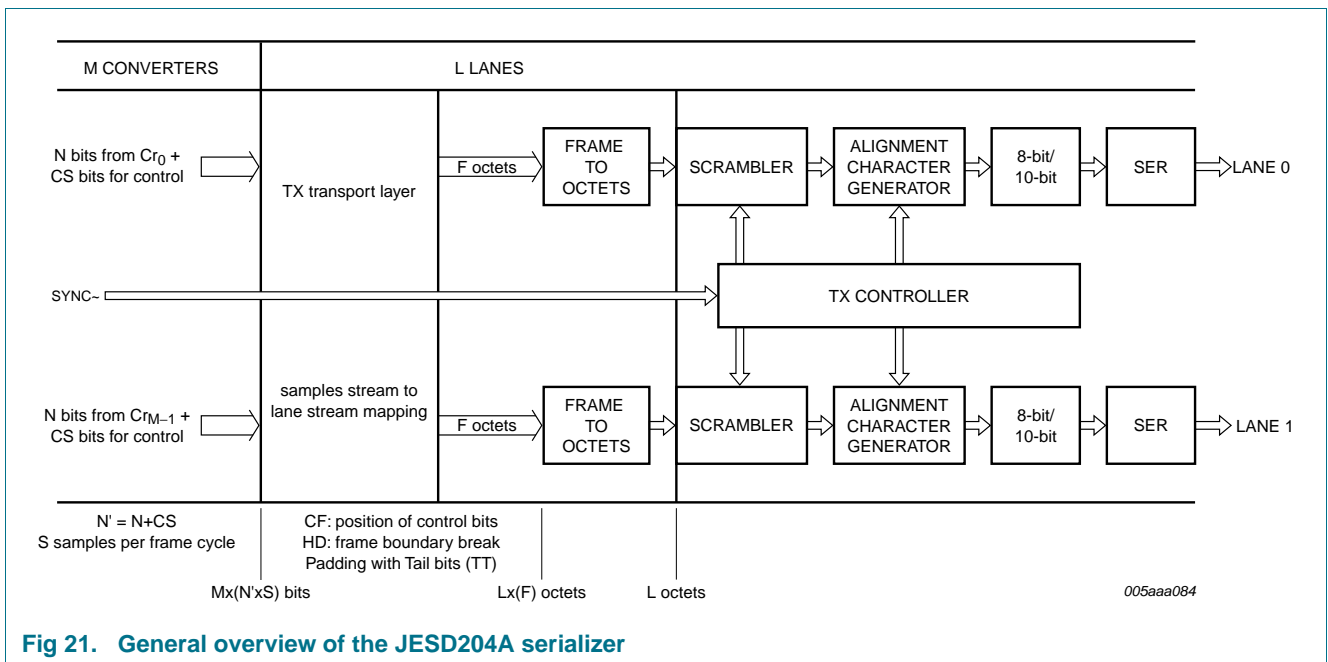 M CONVERTERS
L LANES
N bits from Cr0 +
CS bits for control
TX transport layer
F octets
FRAME
TO
OCTETS
SCRAMBLER
ALIGNMENT
CHARACTER
GENERATOR
8-bit/
10-bit
SER
LANE 0
SYNC~
TX CONTROLLER
N bits from CrM−1 +
CS bits for control
samples stream to
lane stream mapping
F octets
FRAME
TO
OCTETS
SCRAMBLER
ALIGNMENT
CHARACTER
GENERATOR
8-bit/
10-bit
SER
LANE 1
N' = N+CS
S samples per frame cycle
CF: position of control bits
HD: frame boundary break
Padding with Tail bits (TT)
Mx(N'xS) bits
Lx(F) octets
L octets
005aaa084
Fig 21. General overview of the JESD204A serializer